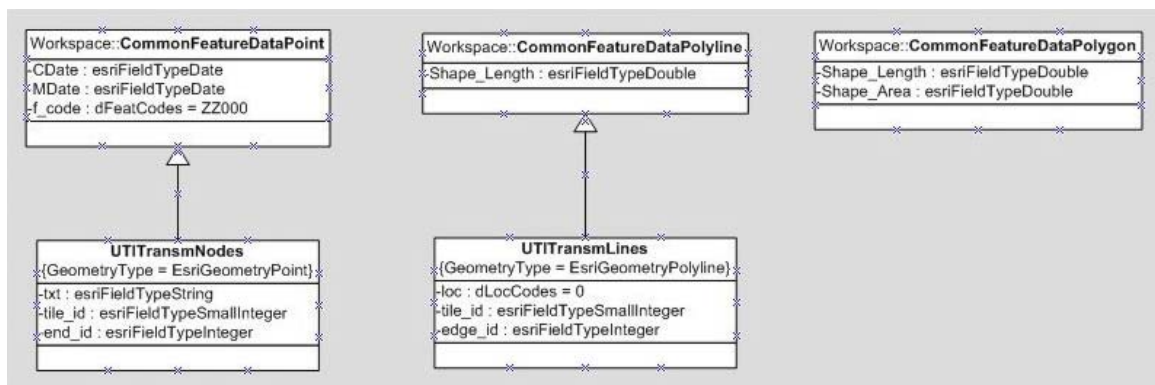 Workspace::CommonFeatureDataPoint
-CDate : esriFieldTypeDate
-MDate : esriFieldTypeDate
-f_code : dFeatCodes = ZZ000
Workspace::CommonFeatureDataPolyline
-Shape_Length : esriFieldTypeDouble
Workspace::CommonFeatureDataPolygon
-Shape_Length : esriFieldTypeDouble
-Shape_Area : esriFieldTypeDouble
UTITransmNodes
{GeometryType = EsriGeometryPoint}
-txt : esriFieldTypeString
-tile_id : esriFieldTypeSmallInteger
-end_id : esriFieldTypeInteger
UTITransmLines
{GeometryType = EsriGeometryPolyline}
-loc : dLocCodes = 0
-tile_id : esriFieldTypeSmallInteger
-edge_id : esriFieldTypeInteger